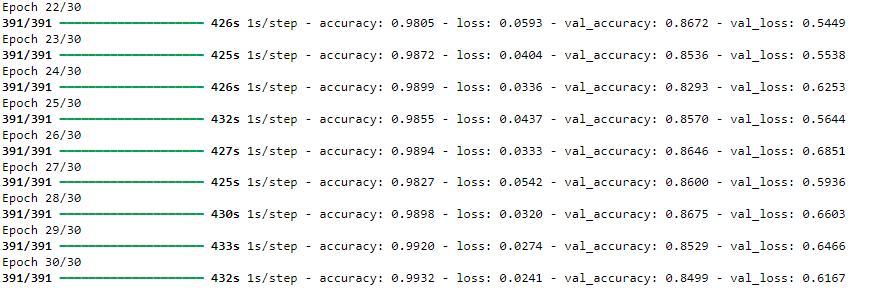 Epoch 22/30
391/391 ━━━━━━━━━━━━━━━━━━━━ 426s 1s/step - accuracy: 0.9805 - loss: 0.0593 - val_accuracy: 0.8672 - val_loss: 0.5449
Epoch 23/30
391/391 ━━━━━━━━━━━━━━━━━━━━ 425s 1s/step - accuracy: 0.9872 - loss: 0.0404 - val_accuracy: 0.8536 - val_loss: 0.5538
Epoch 24/30
391/391 ━━━━━━━━━━━━━━━━━━━━ 426s 1s/step - accuracy: 0.9899 - loss: 0.0336 - val_accuracy: 0.8293 - val_loss: 0.6253
Epoch 25/30
391/391 ━━━━━━━━━━━━━━━━━━━━ 432s 1s/step - accuracy: 0.9855 - loss: 0.0437 - val_accuracy: 0.8570 - val_loss: 0.5644
Epoch 26/30
391/391 ━━━━━━━━━━━━━━━━━━━━ 427s 1s/step - accuracy: 0.9894 - loss: 0.0333 - val_accuracy: 0.8646 - val_loss: 0.6851
Epoch 27/30
391/391 ━━━━━━━━━━━━━━━━━━━━ 425s 1s/step - accuracy: 0.9827 - loss: 0.0542 - val_accuracy: 0.8600 - val_loss: 0.5936
Epoch 28/30
391/391 ━━━━━━━━━━━━━━━━━━━━ 430s 1s/step - accuracy: 0.9898 - loss: 0.0320 - val_accuracy: 0.8675 - val_loss: 0.6603
Epoch 29/30
391/391 ━━━━━━━━━━━━━━━━━━━━ 433s 1s/step - accuracy: 0.9920 - loss: 0.0274 - val_accuracy: 0.8529 - val_loss: 0.6466
Epoch 30/30
391/391 ━━━━━━━━━━━━━━━━━━━━ 432s 1s/step - accuracy: 0.9932 - loss: 0.0241 - val_accuracy: 0.8499 - val_loss: 0.6167